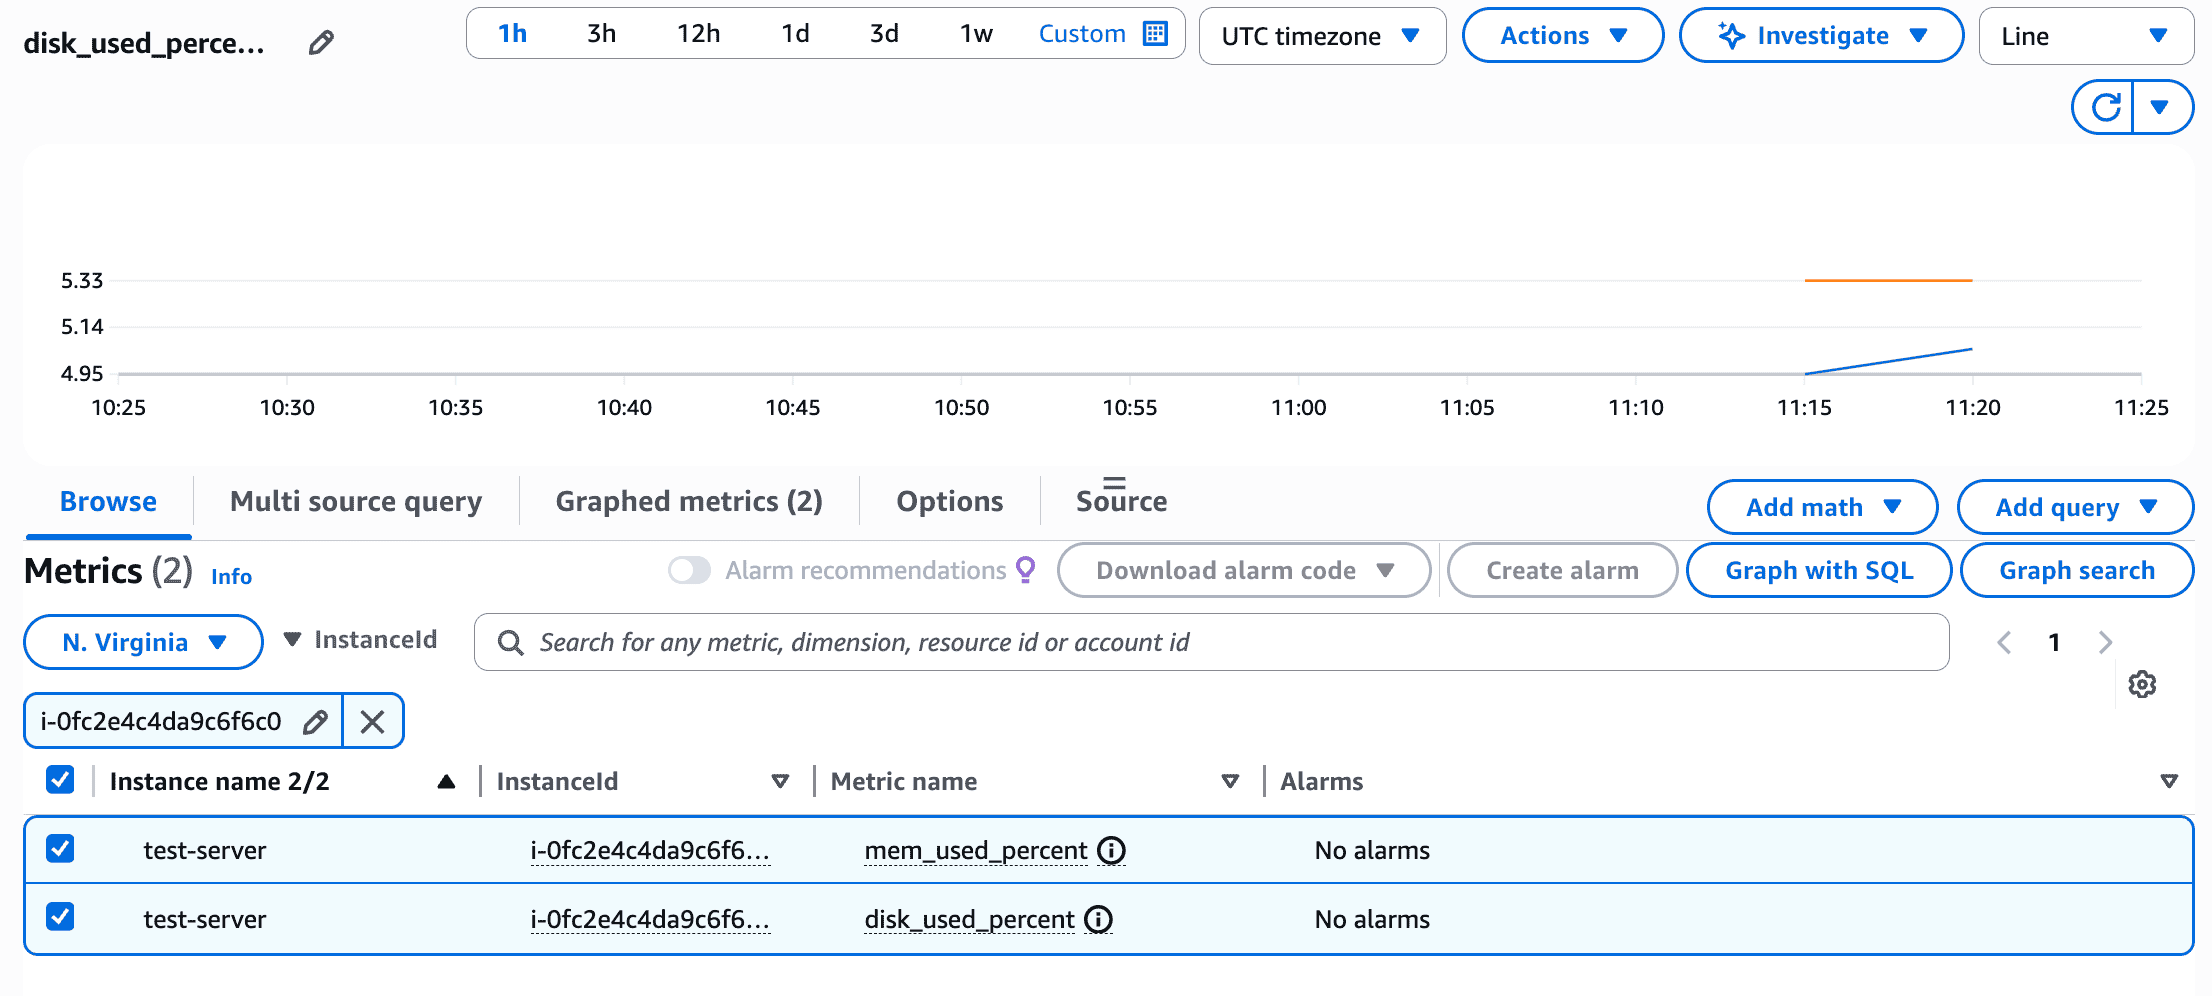 disk_used_perce... 1h 3h 12h 1d 3d 1w Custom UTC timezone Actions Investigate Line
5.33
5.14
4.95
10:25 10:30 10:35 10:40 10:45 10:50 10:55 11:00 11:05 11:10 11:15 11:20 11:25
Browse Multi source query Graphed metrics (2) Options Source Add math Add query
Metrics (2) Info Alarm recommendations Download alarm code Create alarm Graph with SQL Graph search
N. Virginia InstanceId Search for any metric, dimension, resource id or account id 1
i-0fc2e4c4da9c6f6c0
Instance name 2/2 InstanceId Metric name Alarms
test-server i-0fc2e4c4da9c6f6... mem_used_percent No alarms
test-server i-0fc2e4c4da9c6f6... disk_used_percent No alarms